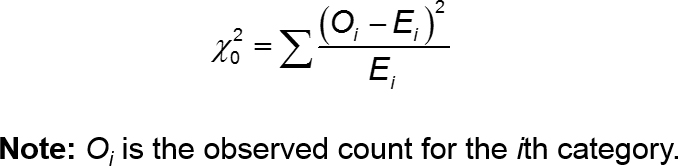 χ₀² = ∑ (Oᵢ − Eᵢ)² / Eᵢ
Note: Oᵢ is the observed count for the ith category.